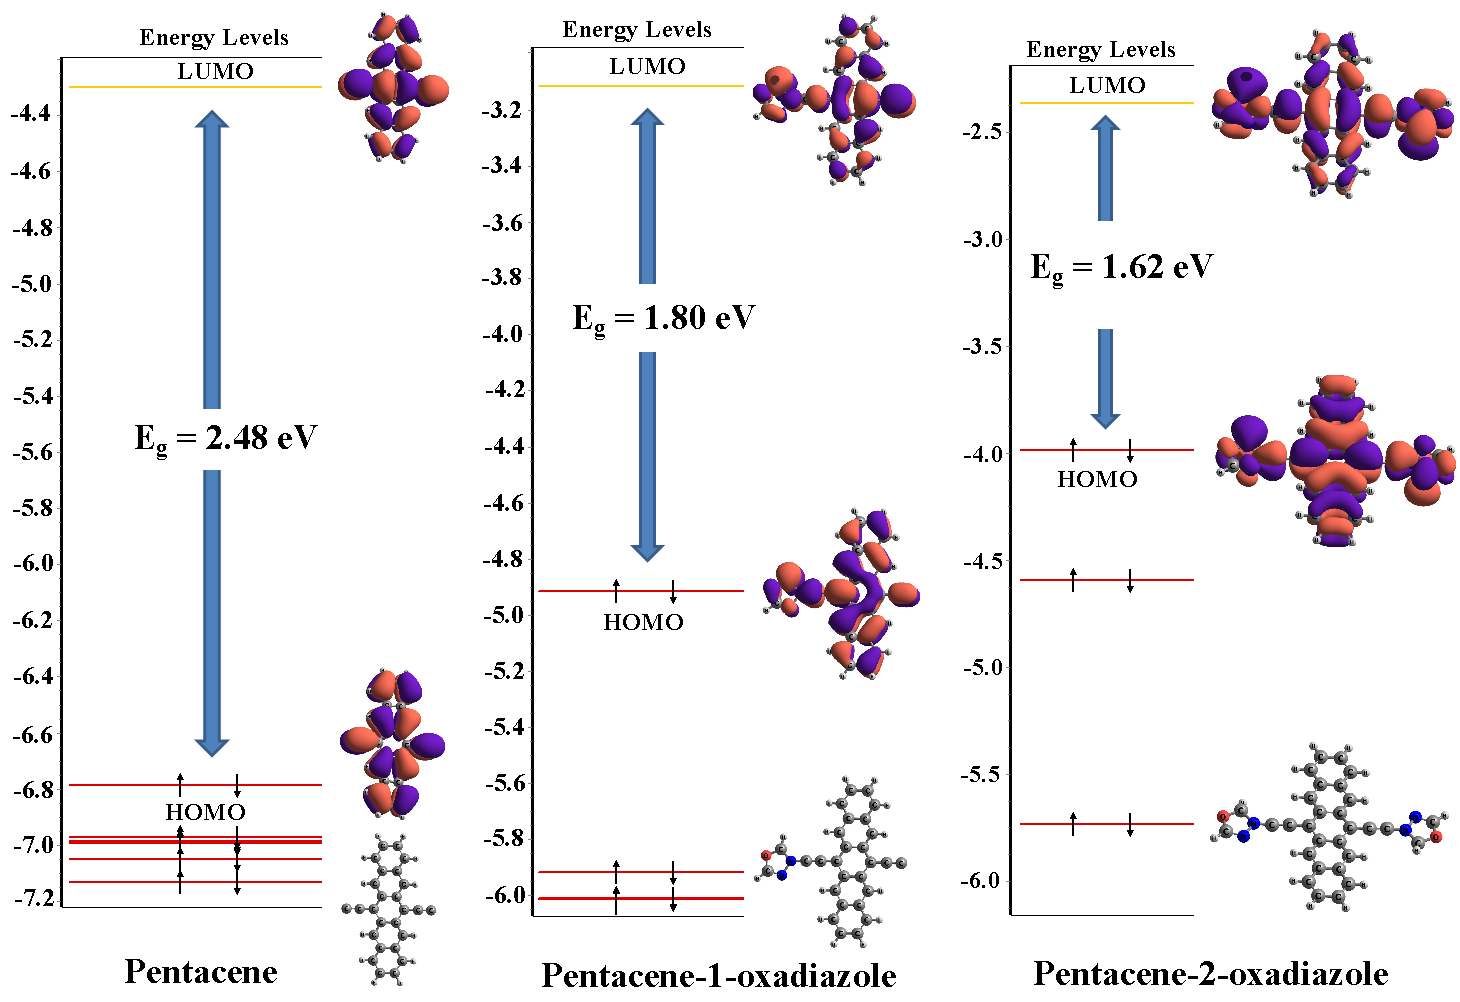 Energy Levels
LUMO
-4.4
-4.6
-4.8
-5.0
-5.2
-5.4
-5.6
-5.8
-6.0
-6.2
-6.4
-6.6
-6.8
-7.0
-7.2
Eg = 2.48 eV
HOMO
Pentacene
Energy Levels
LUMO
-3.2
-3.4
-3.6
-3.8
-4.0
-4.2
-4.4
-4.6
-4.8
-5.0
-5.2
-5.4
-5.6
-5.8
-6.0
Eg = 1.80 eV
HOMO
Pentacene-1-oxadiazole
Energy Levels
LUMO
-2.5
-3.0
-3.5
-4.0
-4.5
-5.0
-5.5
-6.0
Eg = 1.62 eV
HOMO
Pentacene-2-oxadiazole